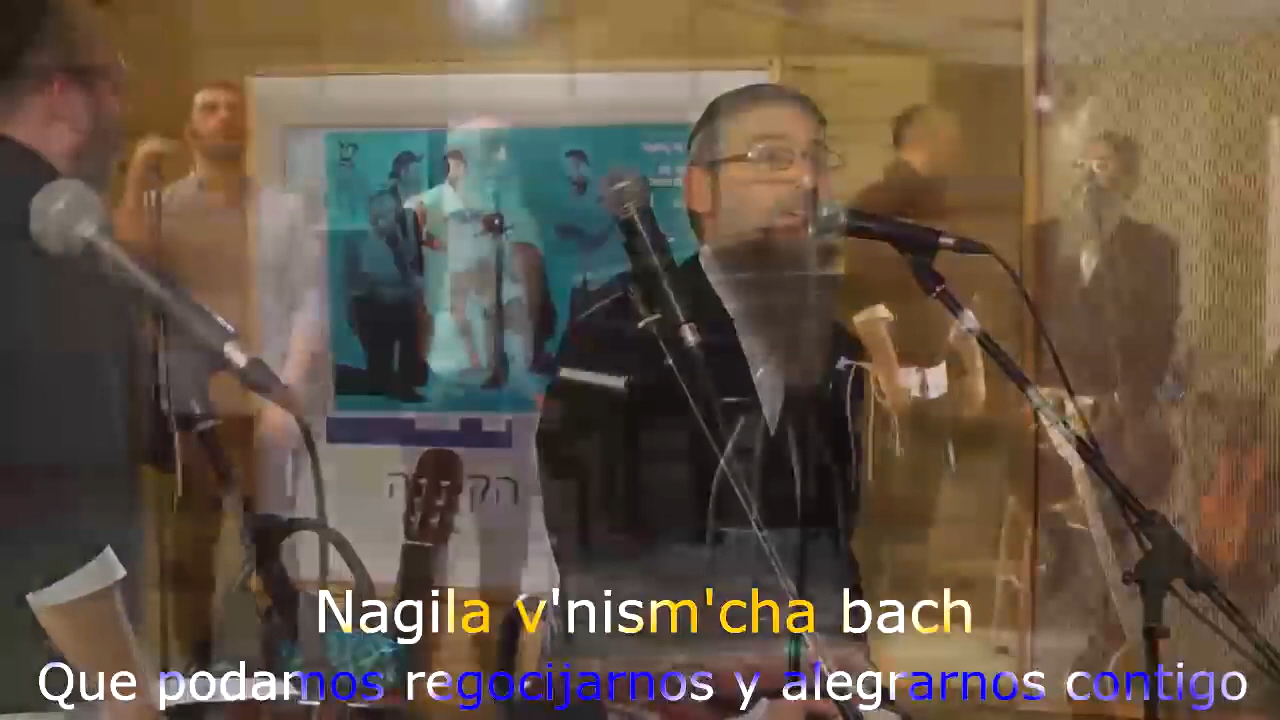 Nagila v'nism'cha bach
Que podamos regocijarnos y alegrarnos contigo